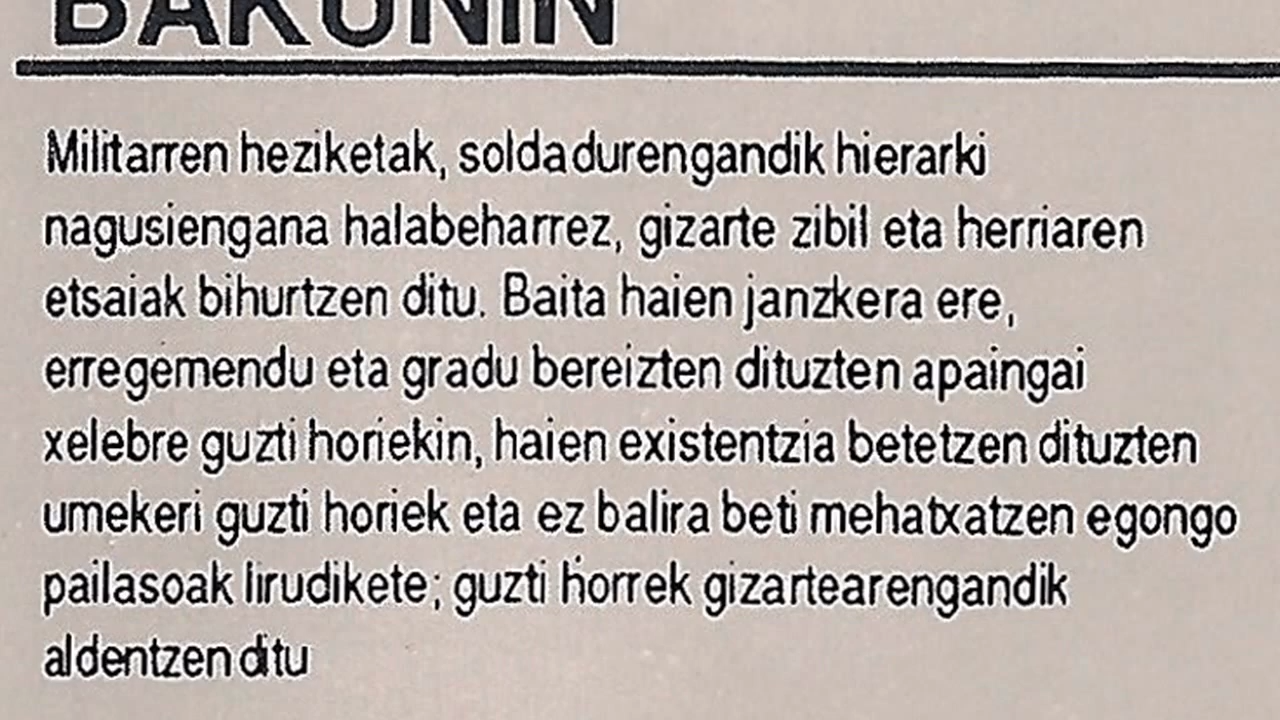 BAKUNIN
Militarren heziketak, soldadurengandik hierarki
nagusiengana halabeharrez, gizarte zibil eta herriaren
etsaiak bihurtzen ditu. Baita haien janzkera ere,
erregemendu eta gradu bereizten dituzten apaingai
xelebre guzti horiekin, haien existentzia betetzen dituzten
umekeri guzti horiek eta ez balira beti mehatxatzen egongo
pailasoak lirudikete; guzti horrek gizartearengandik
aldentzen ditu